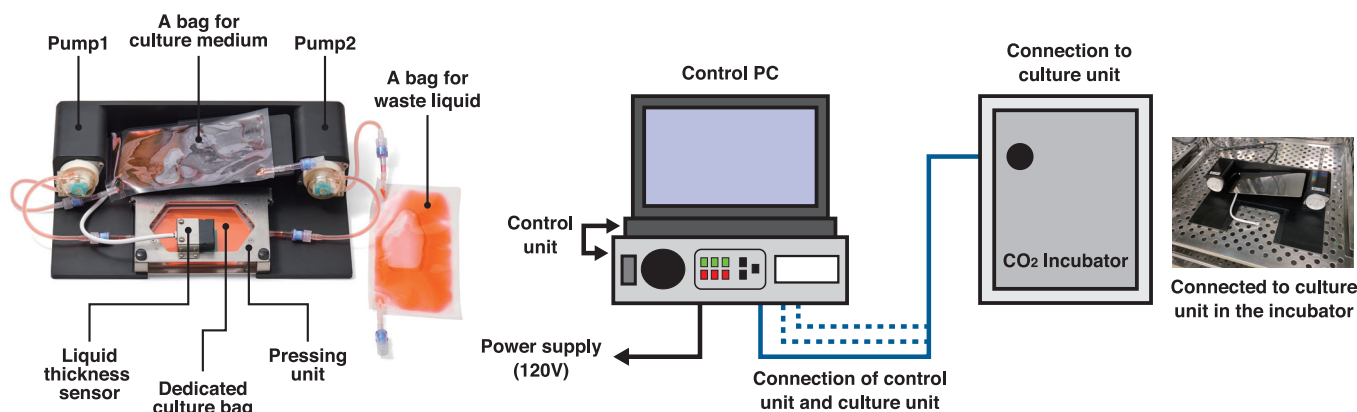 Pump1
A bag for
culture medium
Pump2
A bag for
waste liquid
Liquid
thickness
sensor
Dedicated
culture bag
Pressing
unit
Control PC
Control
unit
Power supply
(120V)
Connection of control
unit and culture unit
Connection to
culture unit
CO₂ Incubator
Connected to culture
unit in the incubator